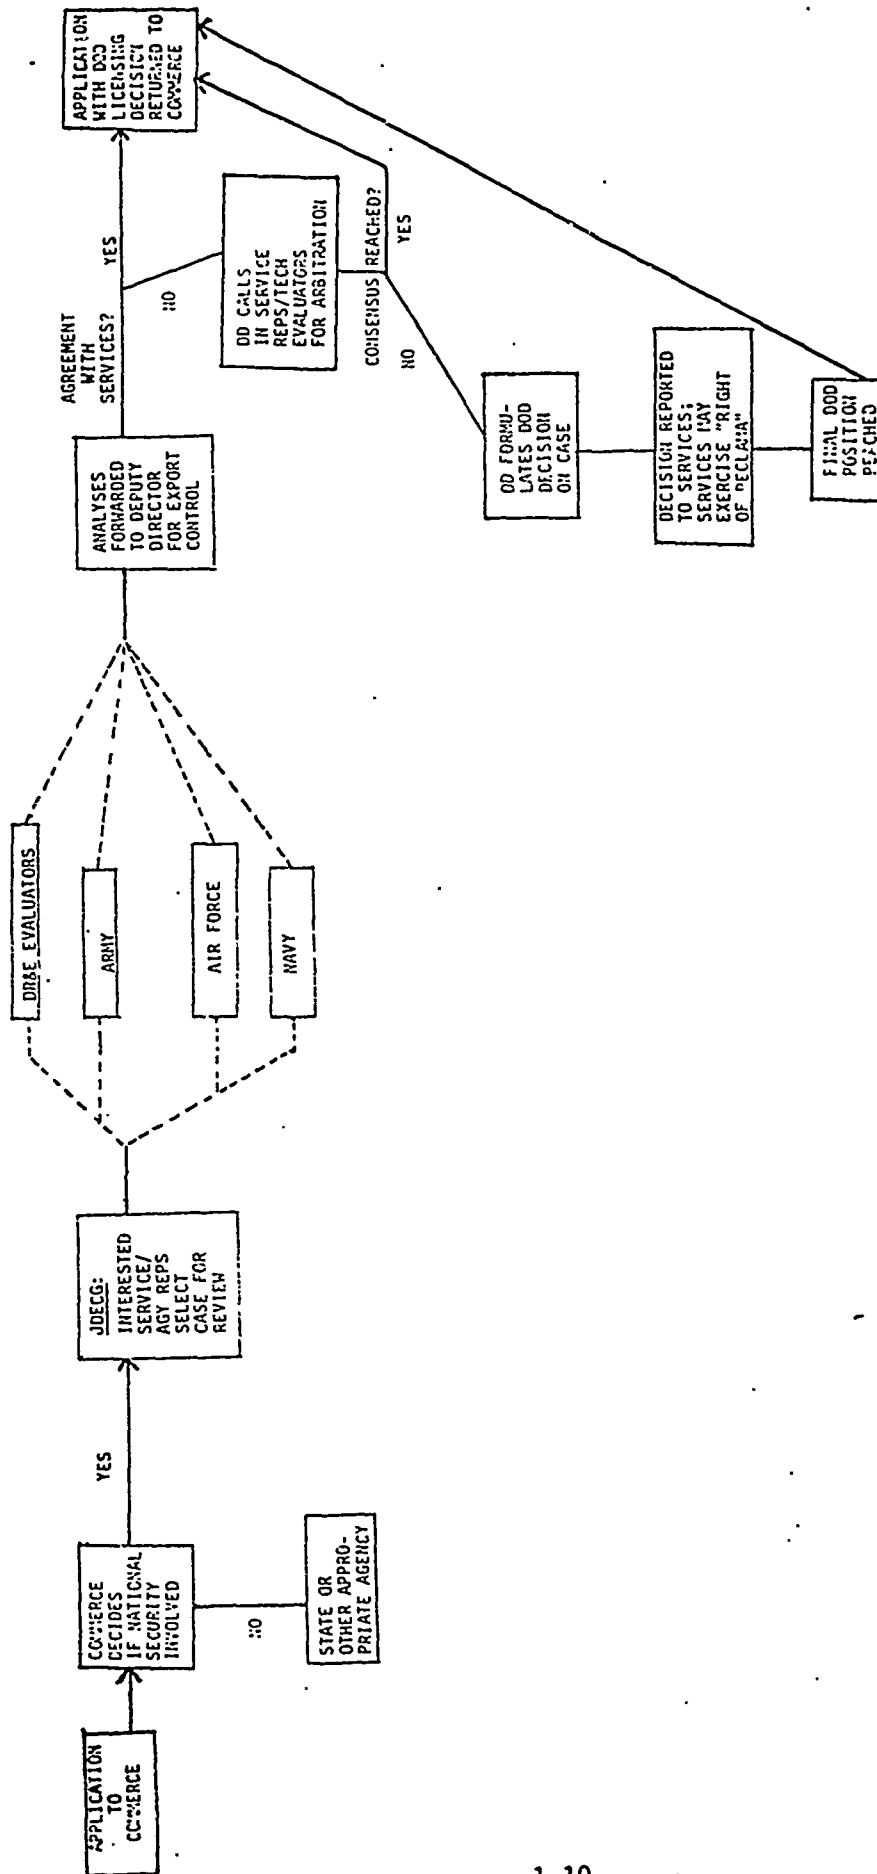 APPLICATION
TO
COMMERCE
COMMERCE
DECIDES
IF NATIONAL
SECURITY
INVOLVED
YES
NO
STATE OR
OTHER APPRO-
PRIATE AGENCY
JDECG:
INTERESTED
SERVICE/
AGY REPS
SELECT
CASE FOR
REVIEW
DR&E EVALUATORS
ARMY
AIR FORCE
NAVY
ANALYSES
FORWARDED
TO DEPUTY
DIRECTOR
FOR EXPORT
CONTROL
AGREEMENT
WITH
SERVICES?
YES
NO
APPLICATION
WITH DOD
LICENSING
DECISION
RETURNED TO
COMMERCE
DD CALLS
IN SERVICE
REPS/TECH
EVALUATORS
FOR ARBITRATION
CONSENSUS REACHED?
YES
NO
DD FORMU-
LATES DOD
DECISION
ON CASE
DECISION REPORTED
TO SERVICES;
SERVICES MAY
EXERCISE "RIGHT
OF RECLAMA"
FINAL DOD
POSITION
REACHED